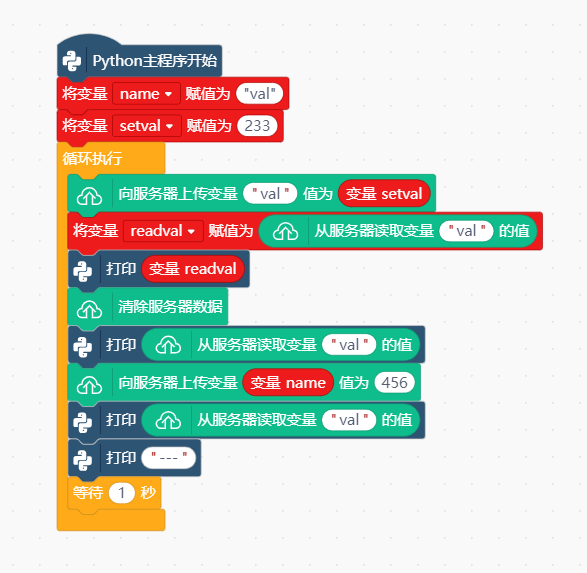 Python主程序开始
将变量 name 赋值为 "val"
将变量 setval 赋值为 233
循环执行
向服务器上传变量 "val" 值为 变量 setval
将变量 readval 赋值为 从服务器读取变量 "val" 的值
打印 变量 readval
清除服务器数据
打印 从服务器读取变量 "val" 的值
向服务器上传变量 变量 name 值为 456
打印 从服务器读取变量 "val" 的值
打印 "---"
等待 1 秒